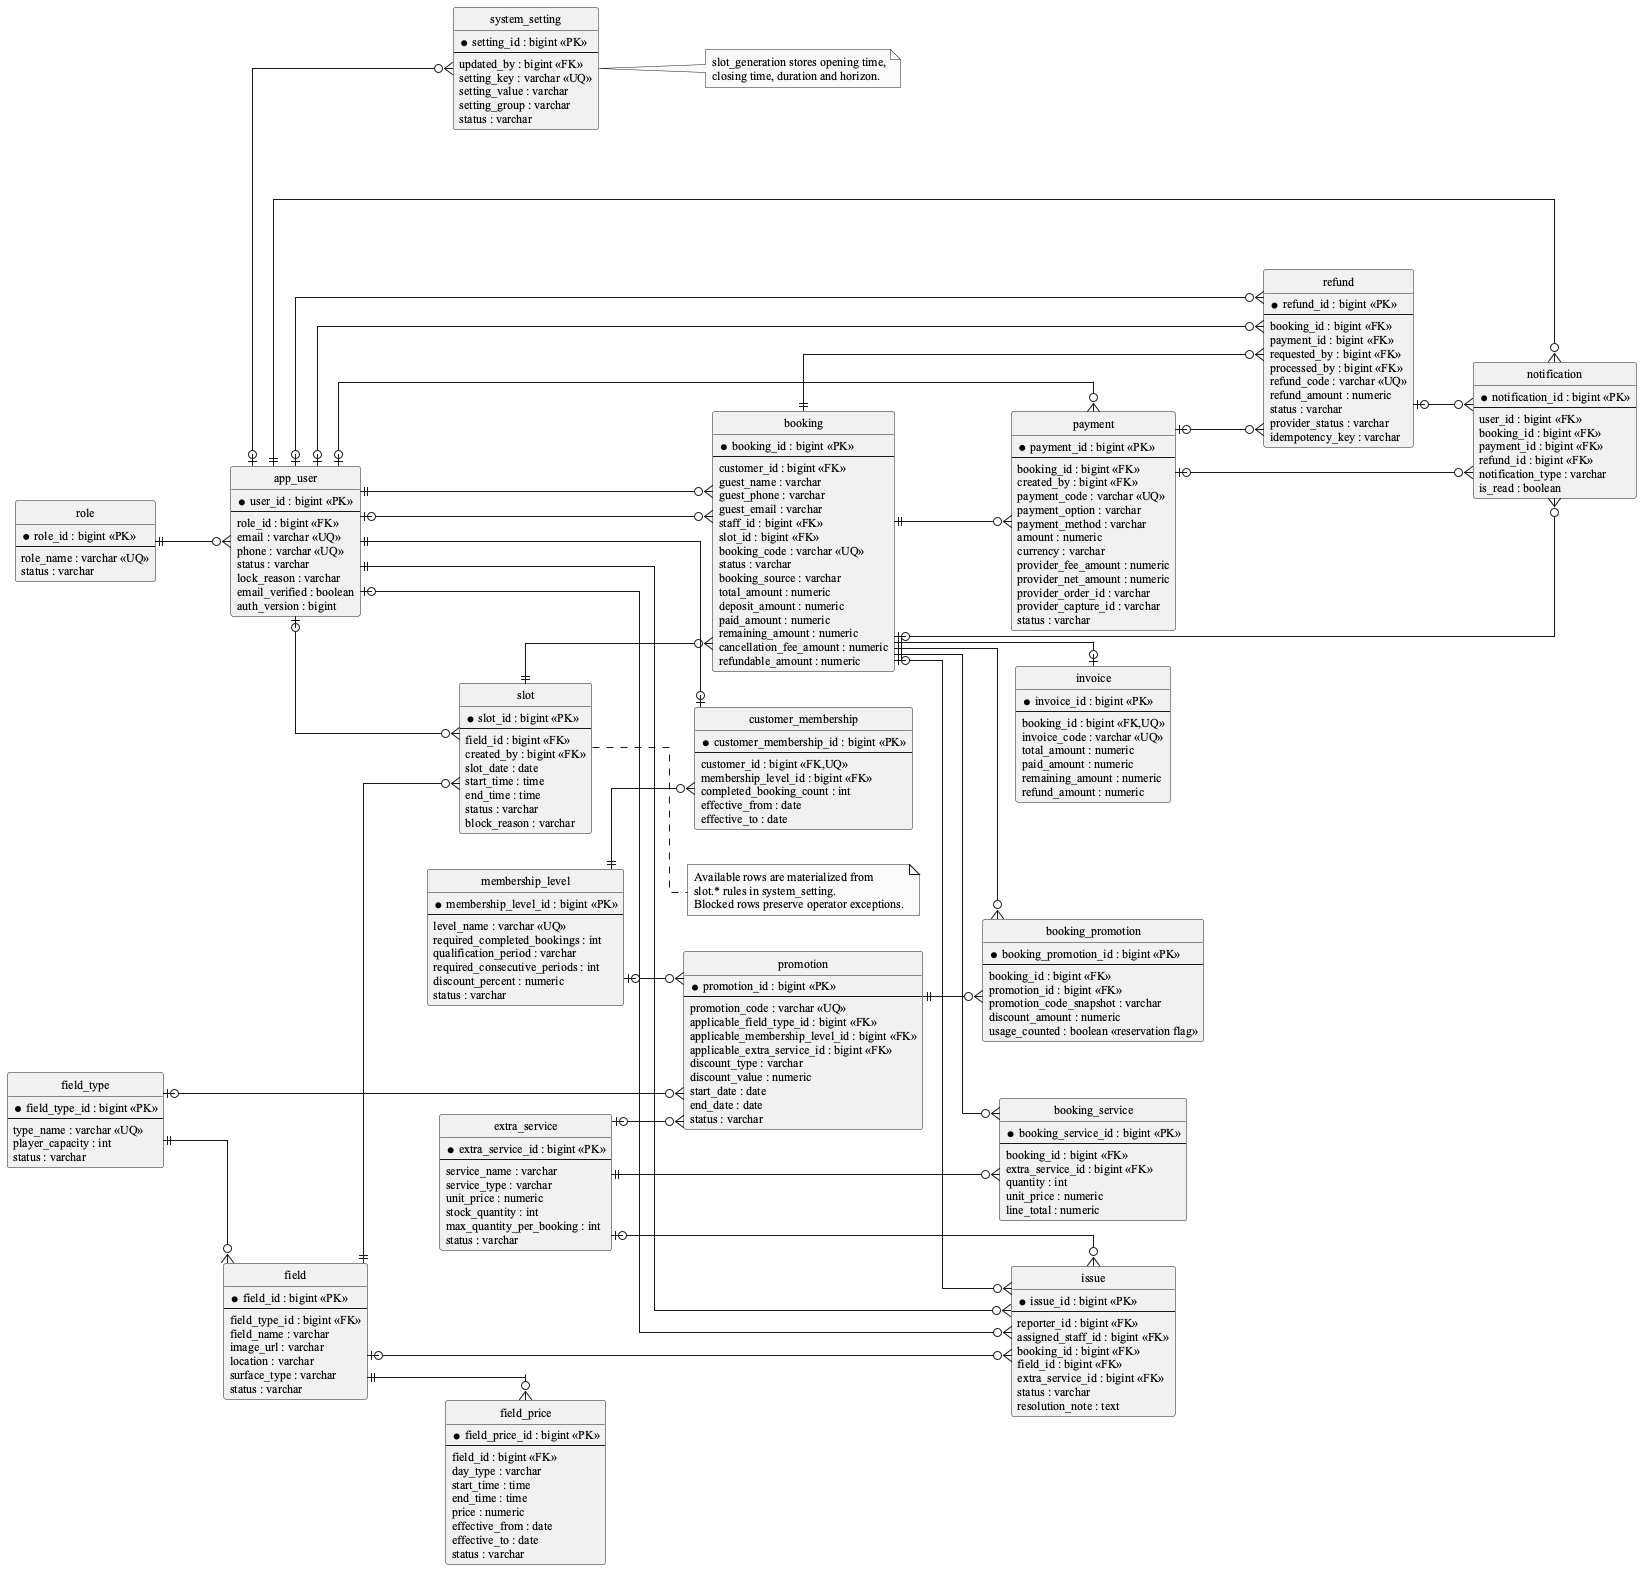 system_setting
setting_id : bigint «PK»
updated_by : bigint «FK»
setting_key : varchar «UQ»
setting_value : varchar
setting_group : varchar
status : varchar
slot_generation stores opening time,
closing time, duration and horizon.
refund
refund_id : bigint «PK»
booking_id : bigint «FK»
payment_id : bigint «FK»
requested_by : bigint «FK»
processed_by : bigint «FK»
refund_code : varchar «UQ»
refund_amount : numeric
status : varchar
provider_status : varchar
idempotency_key : varchar
notification
notification_id : bigint «PK»
user_id : bigint «FK»
booking_id : bigint «FK»
payment_id : bigint «FK»
refund_id : bigint «FK»
notification_type : varchar
is_read : boolean
booking
booking_id : bigint «PK»
customer_id : bigint «FK»
guest_name : varchar
guest_phone : varchar
guest_email : varchar
staff_id : bigint «FK»
slot_id : bigint «FK»
booking_code : varchar «UQ»
status : varchar
booking_source : varchar
total_amount : numeric
deposit_amount : numeric
paid_amount : numeric
remaining_amount : numeric
cancellation_fee_amount : numeric
refundable_amount : numeric
payment
payment_id : bigint «PK»
booking_id : bigint «FK»
created_by : bigint «FK»
payment_code : varchar «UQ»
payment_option : varchar
payment_method : varchar
amount : numeric
currency : varchar
provider_fee_amount : numeric
provider_net_amount : numeric
provider_order_id : varchar
provider_capture_id : varchar
status : varchar
app_user
user_id : bigint «PK»
role_id : bigint «FK»
email : varchar «UQ»
phone : varchar «UQ»
status : varchar
lock_reason : varchar
email_verified : boolean
auth_version : bigint
role
role_id : bigint «PK»
role_name : varchar «UQ»
status : varchar
slot
slot_id : bigint «PK»
field_id : bigint «FK»
created_by : bigint «FK»
slot_date : date
start_time : time
end_time : time
status : varchar
block_reason : varchar
customer_membership
customer_membership_id : bigint «PK»
customer_id : bigint «FK,UQ»
membership_level_id : bigint «FK»
completed_booking_count : int
effective_from : date
effective_to : date
invoice
invoice_id : bigint «PK»
booking_id : bigint «FK,UQ»
invoice_code : varchar «UQ»
total_amount : numeric
paid_amount : numeric
remaining_amount : numeric
refund_amount : numeric
membership_level
membership_level_id : bigint «PK»
level_name : varchar «UQ»
required_completed_bookings : int
qualification_period : varchar
required_consecutive_periods : int
discount_percent : numeric
status : varchar
Available rows are materialized from
slot.* rules in system_setting.
Blocked rows preserve operator exceptions.
booking_promotion
booking_promotion_id : bigint «PK»
booking_id : bigint «FK»
promotion_id : bigint «FK»
promotion_code_snapshot : varchar
discount_amount : numeric
usage_counted : boolean «reservation flag»
promotion
promotion_id : bigint «PK»
promotion_code : varchar «UQ»
applicable_field_type_id : bigint «FK»
applicable_membership_level_id : bigint «FK»
applicable_extra_service_id : bigint «FK»
discount_type : varchar
discount_value : numeric
start_date : date
end_date : date
status : varchar
field_type
field_type_id : bigint «PK»
type_name : varchar «UQ»
player_capacity : int
status : varchar
extra_service
extra_service_id : bigint «PK»
service_name : varchar
service_type : varchar
unit_price : numeric
stock_quantity : int
max_quantity_per_booking : int
status : varchar
booking_service
booking_service_id : bigint «PK»
booking_id : bigint «FK»
extra_service_id : bigint «FK»
quantity : int
unit_price : numeric
line_total : numeric
field
field_id : bigint «PK»
field_type_id : bigint «FK»
field_name : varchar
image_url : varchar
location : varchar
surface_type : varchar
status : varchar
issue
issue_id : bigint «PK»
reporter_id : bigint «FK»
assigned_staff_id : bigint «FK»
booking_id : bigint «FK»
field_id : bigint «FK»
extra_service_id : bigint «FK»
status : varchar
resolution_note : text
field_price
field_price_id : bigint «PK»
field_id : bigint «FK»
day_type : varchar
start_time : time
end_time : time
price : numeric
effective_from : date
effective_to : date
status : varchar